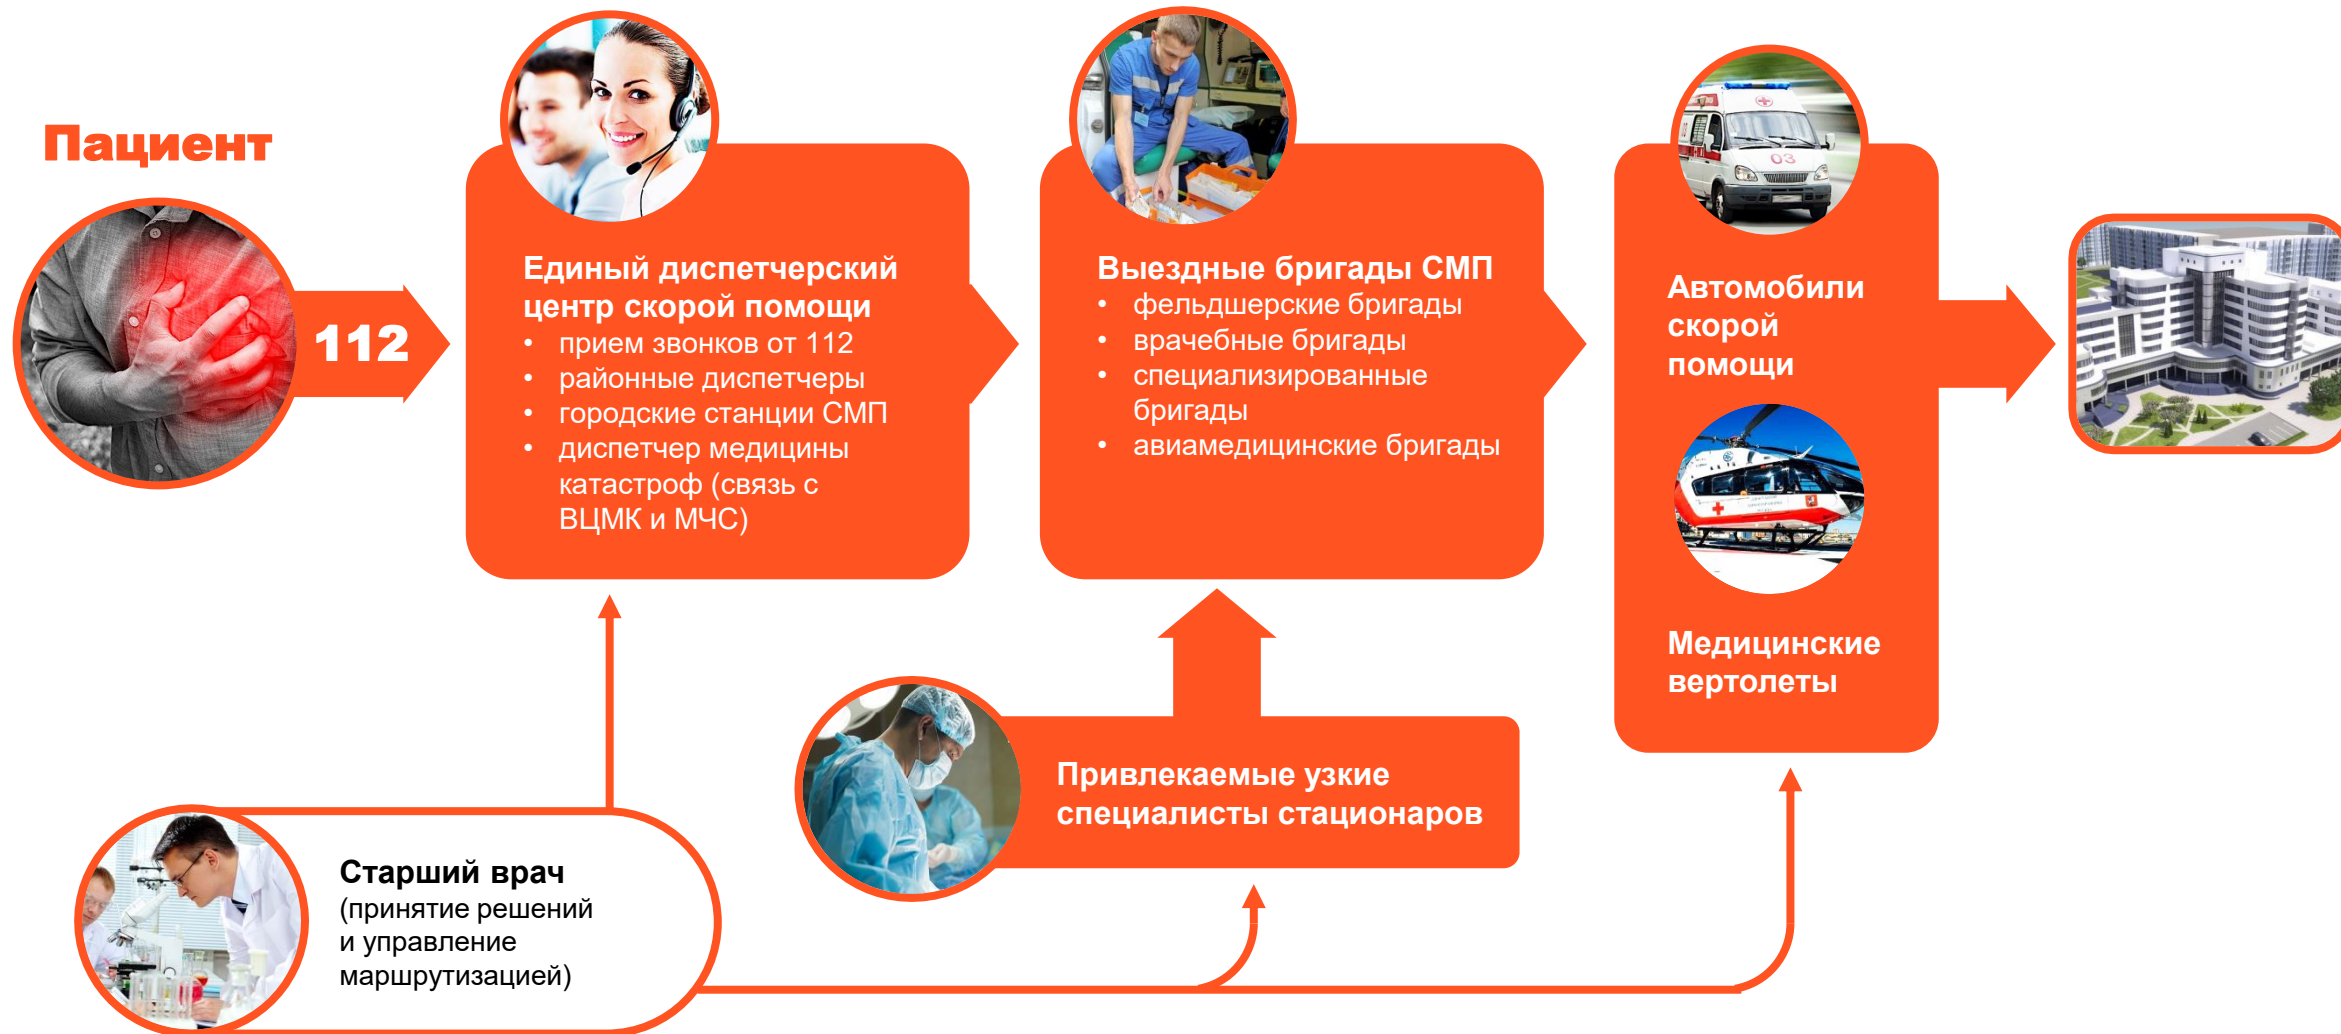 Пациент
112
Единый диспетчерский
центр скорой помощи
• прием звонков от 112
• районные диспетчеры
• городские станции СМП
• диспетчер медицины
катастроф (связь с
ВЦМК и МЧС)
Выездные бригады СМП
• фельдшерские бригады
• врачебные бригады
• специализированные
бригады
• авиамедицинские бригады
03
Автомобили
скорой
помощи
Медицинские
вертолеты
Привлекаемые узкие
специалисты стационаров
Старший врач
(принятие решений
и управление
маршрутизацией)